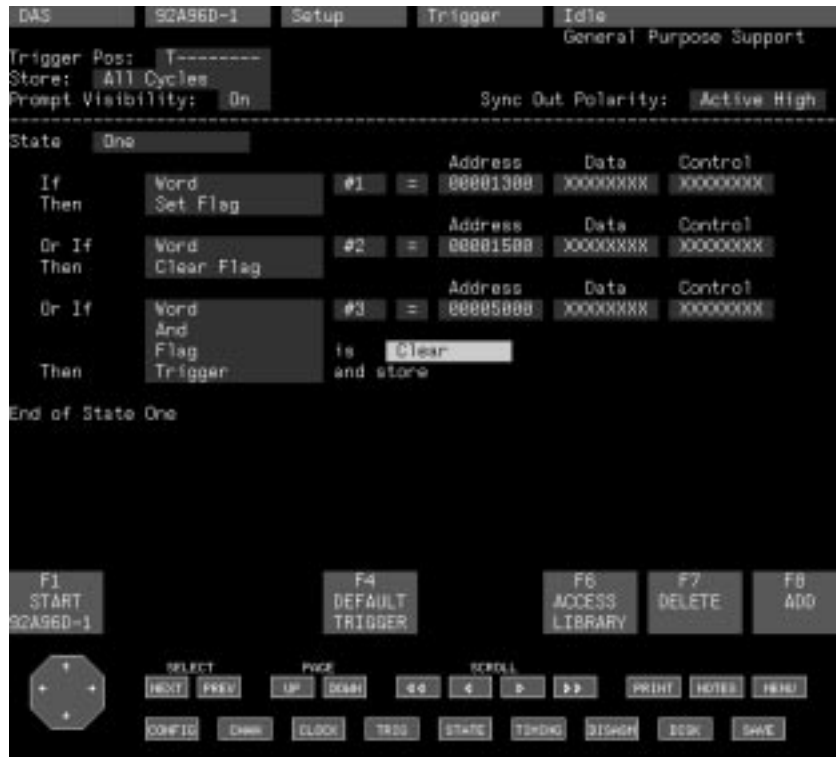 DAS 92A96D-1 Setup Trigger Idle
General Purpose Support
Trigger Pos: T--------
Store: All Cycles
Prompt Visibility: On Sync Out Polarity: Active High
State One
Address Data Control
If Word #1 = 00001300 XXXXXXXX XXXXXXXX
Then Set Flag
Address Data Control
Or If Word #2 = 00001500 XXXXXXXX XXXXXXXX
Then Clear Flag
Address Data Control
Or If Word #3 = 00005000 XXXXXXXX XXXXXXXX
And
Flag is Clear
Then Trigger and store
End of State One
F1 F4 F6 F7 F8
START DEFAULT ACCESS DELETE ADD
92A96D-1 TRIGGER LIBRARY
SELECT PAGE SCROLL
NEXT PREV UP DOWN PRINT NOTES MENU
CONFIG CHAN CLOCK TRIG STATE TIMING DISASM DISK SAVE